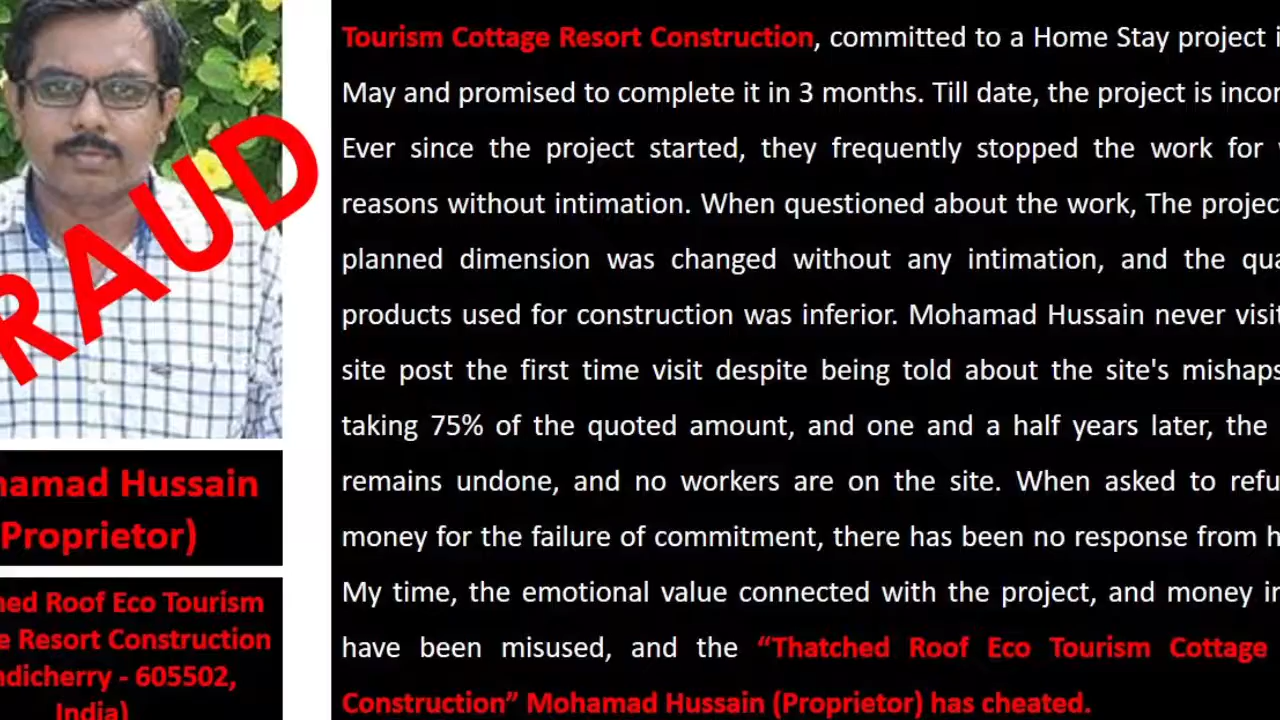 RAUD
hamad Hussain
Proprietor)
hed Roof Eco Tourism
e Resort Construction
ndicherry - 605502,
India)
Tourism Cottage Resort Construction, committed to a Home Stay project i
May and promised to complete it in 3 months. Till date, the project is incor
Ever since the project started, they frequently stopped the work for
reasons without intimation. When questioned about the work, The projec
planned dimension was changed without any intimation, and the qua
products used for construction was inferior. Mohamad Hussain never visit
site post the first time visit despite being told about the site's mishaps
taking 75% of the quoted amount, and one and a half years later, the
remains undone, and no workers are on the site. When asked to refu
money for the failure of commitment, there has been no response from h
My time, the emotional value connected with the project, and money in
have been misused, and the “Thatched Roof Eco Tourism Cottage
Construction” Mohamad Hussain (Proprietor) has cheated.